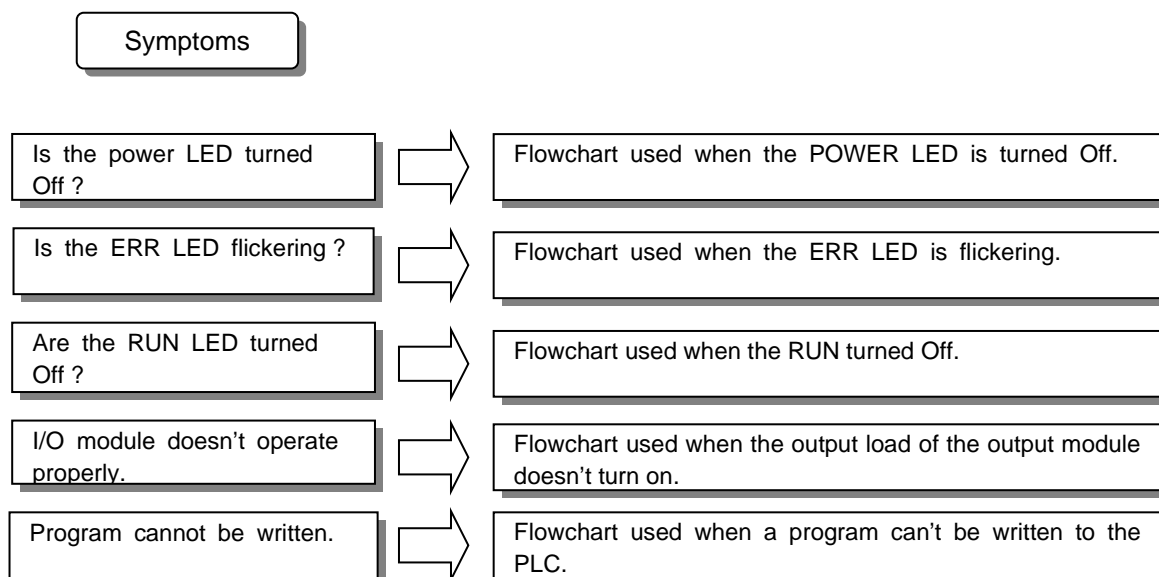 Symptoms
Is the power LED turned
Off ?
Flowchart used when the POWER LED is turned Off.
Is the ERR LED flickering ?
Flowchart used when the ERR LED is flickering.
Are the RUN LED turned
Off ?
Flowchart used when the RUN turned Off.
I/O module doesn’t operate
properly.
Flowchart used when the output load of the output module
doesn’t turn on.
Program cannot be written.
Flowchart used when a program can’t be written to the
PLC.